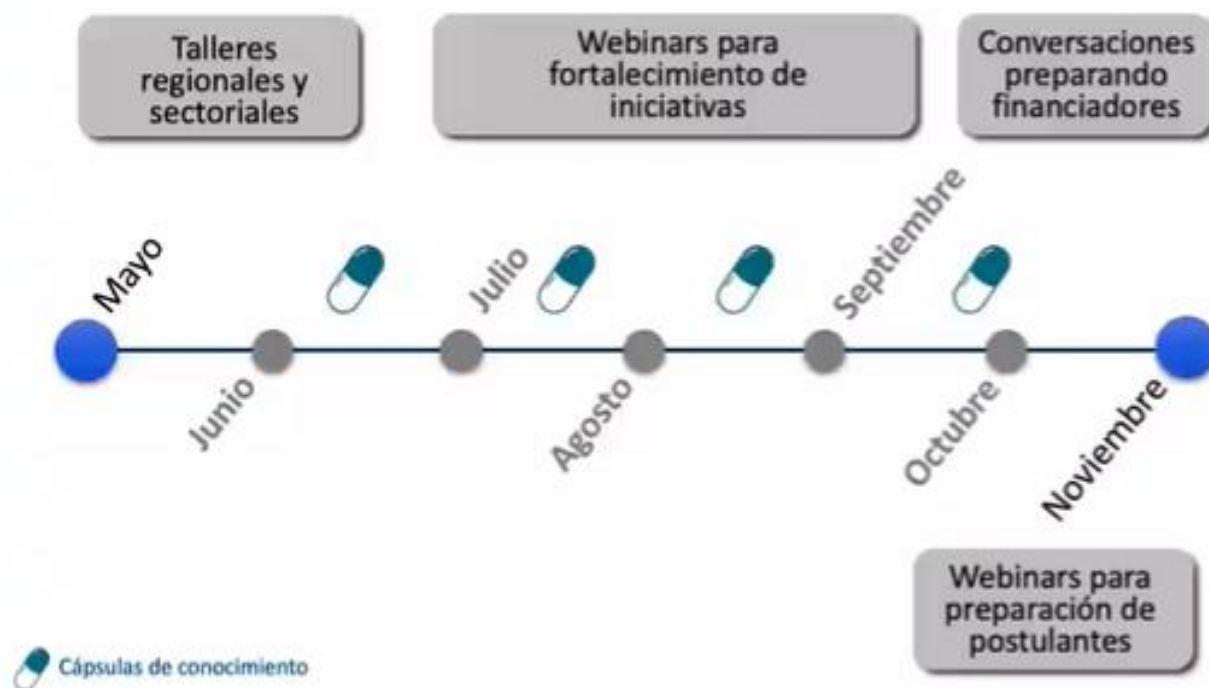 Talleres
regionales y
sectoriales
Webinars para
fortalecimiento de
iniciativas
Conversaciones
preparando
financiadores
Mayo
Junio
Julio
Agosto
Septiembre
Octubre
Noviembre
Webinars para
preparación de
postulantes
Cápsulas de conocimiento